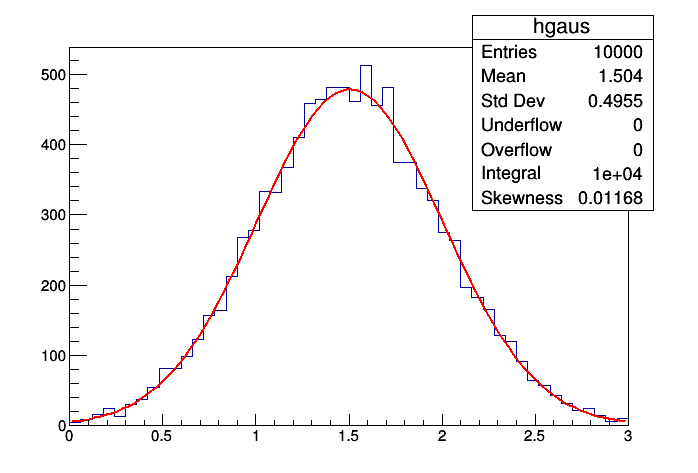 hgaus
Entries 10000
Mean 1.504
Std Dev 0.4955
Underflow 0
Overflow 0
Integral 1e+04
Skewness 0.01168
500
400
300
200
100
0
0 0.5 1 1.5 2 2.5 3